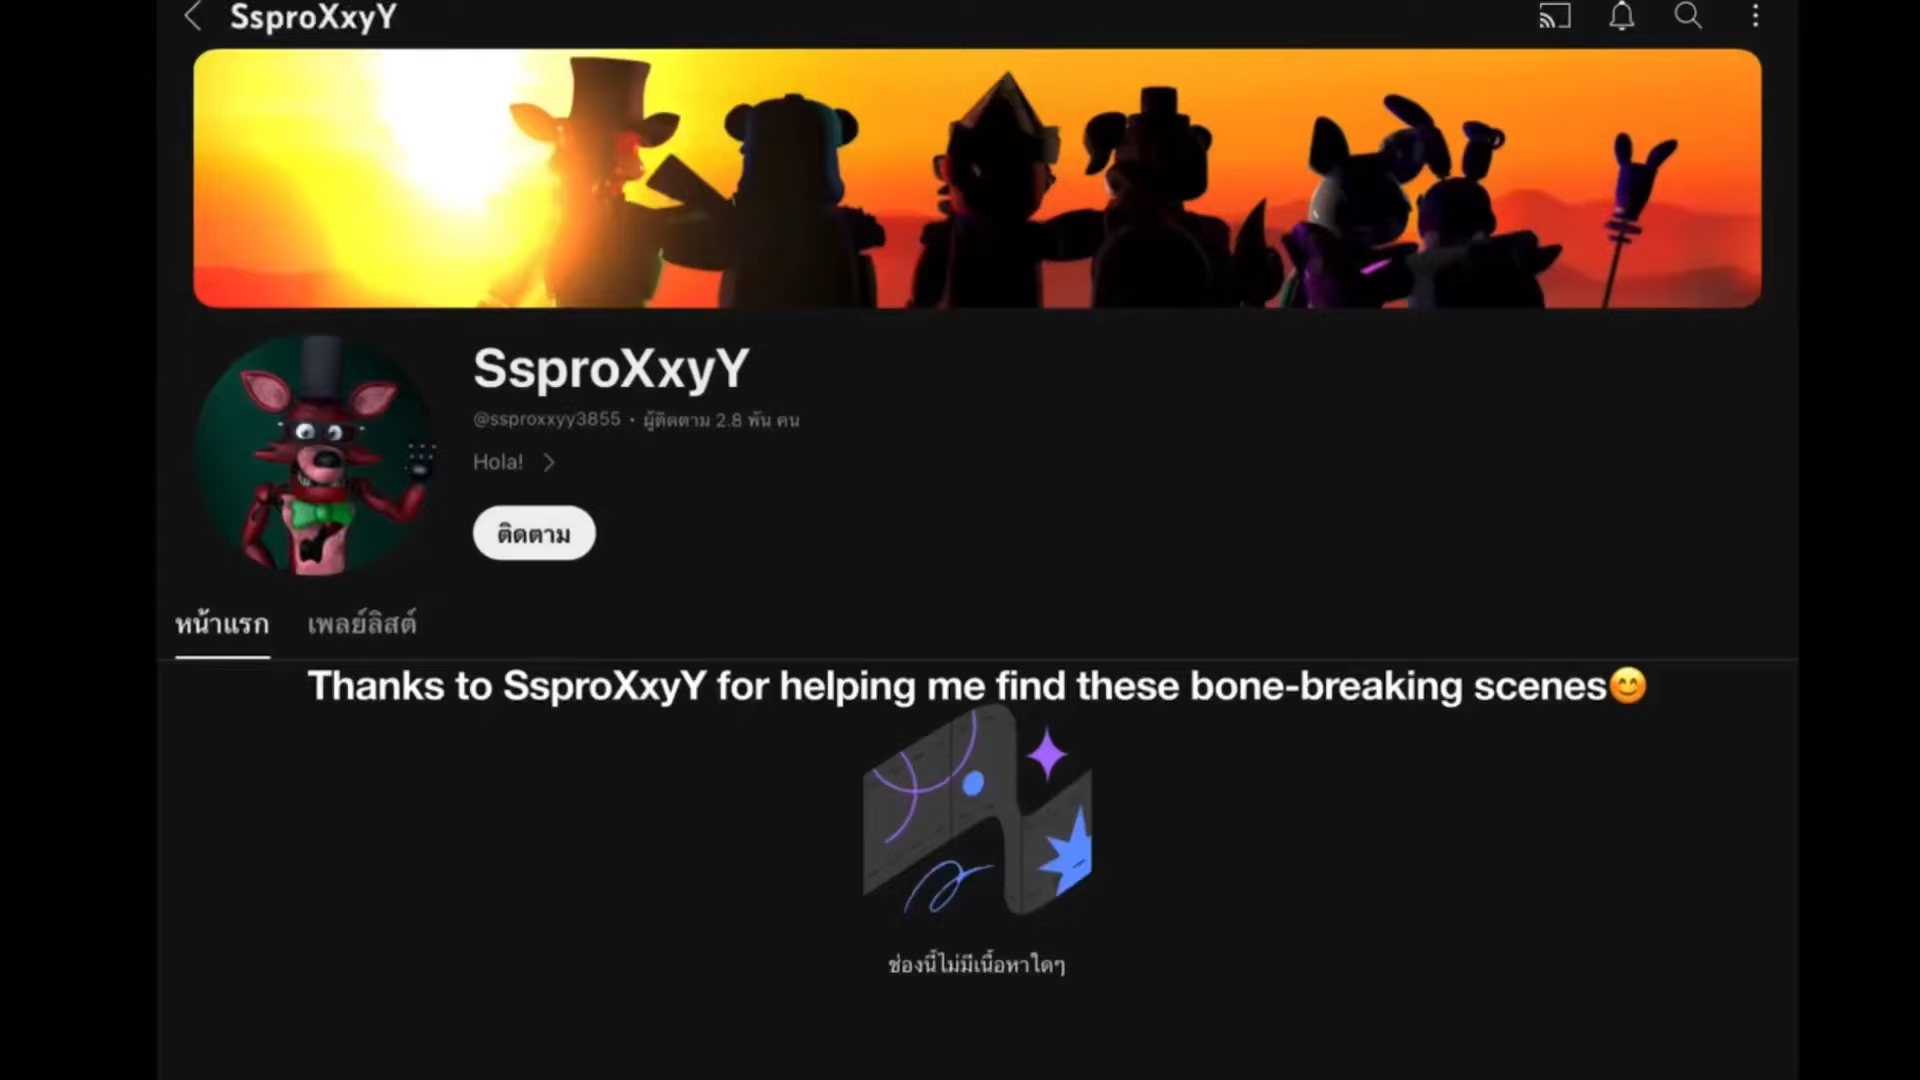 SsproXxyY
SsproXxyY
@ssproxxyy3855 • ผู้ติดตาม 2.8 พัน คน
Hola!
ติดตาม
หน้าแรก เพลย์ลิสต์
Thanks to SsproXxyY for helping me find these bone-breaking scenes😊
ช่องนี้ไม่มีเนื้อหาใดๆ